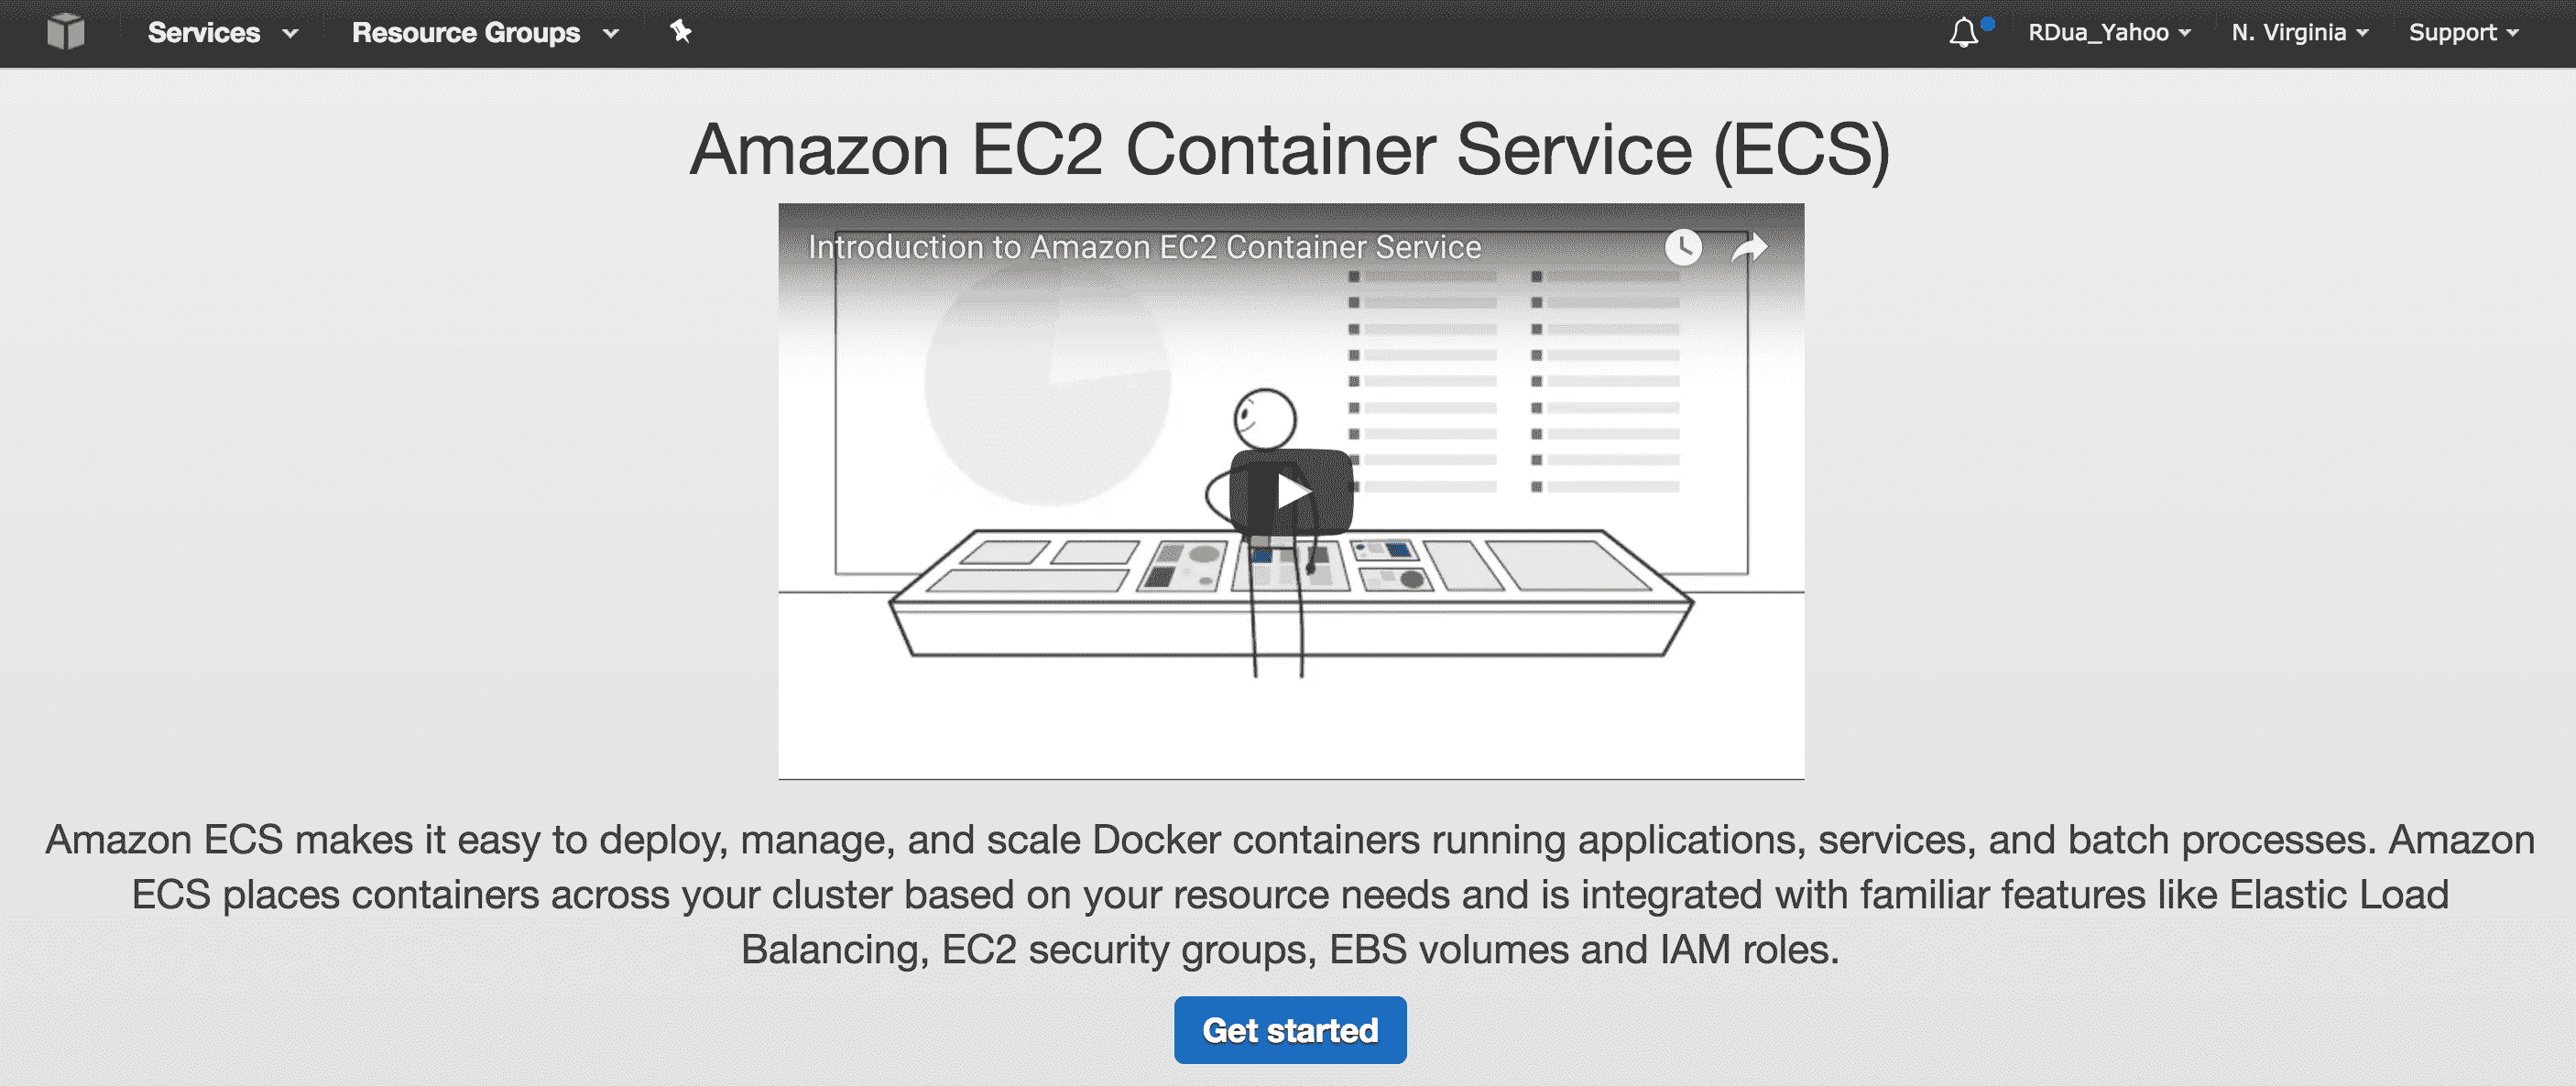 Services Resource Groups RDua_Yahoo N. Virginia Support
Amazon EC2 Container Service (ECS)
Introduction to Amazon EC2 Container Service
Amazon ECS makes it easy to deploy, manage, and scale Docker containers running applications, services, and batch processes. Amazon
ECS places containers across your cluster based on your resource needs and is integrated with familiar features like Elastic Load
Balancing, EC2 security groups, EBS volumes and IAM roles.
Get started